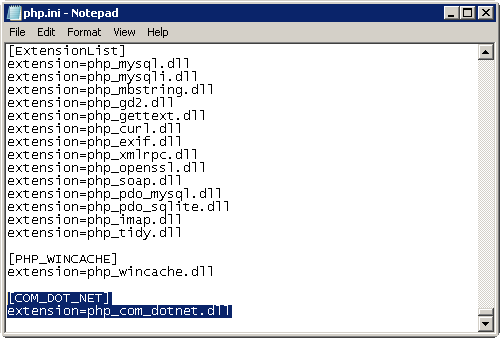 php.ini - Notepad
File Edit Format View Help
[ExtensionList]
extension=php_mysql.dll
extension=php_mysqli.dll
extension=php_mbstring.dll
extension=php_gd2.dll
extension=php_gettext.dll
extension=php_curl.dll
extension=php_exif.dll
extension=php_xmlrpc.dll
extension=php_openssl.dll
extension=php_soap.dll
extension=php_pdo_mysql.dll
extension=php_pdo_sqlite.dll
extension=php_imap.dll
extension=php_tidy.dll
[PHP_WINCACHE]
extension=php_wincache.dll
[COM_DOT_NET]
extension=php_com_dotnet.dll